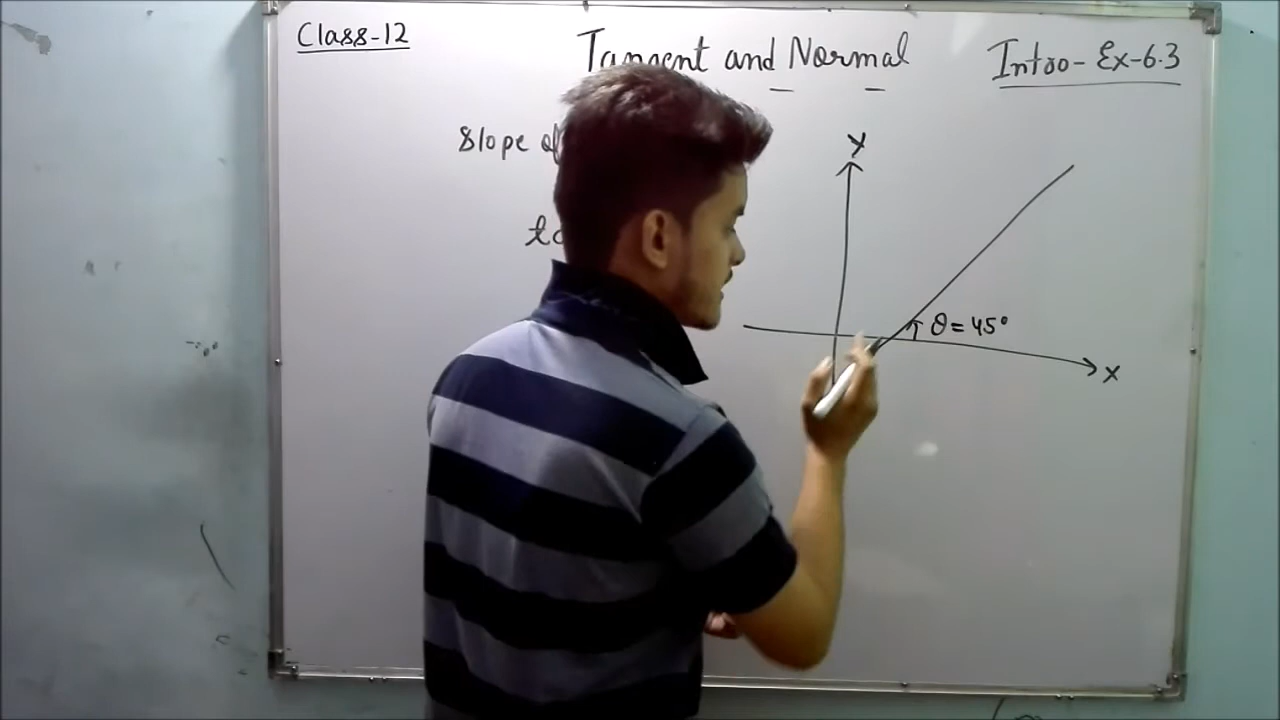 Class-12
Tangent and Normal
Intro- Ex-6.3
Slope of
Y
θ = 45°
X